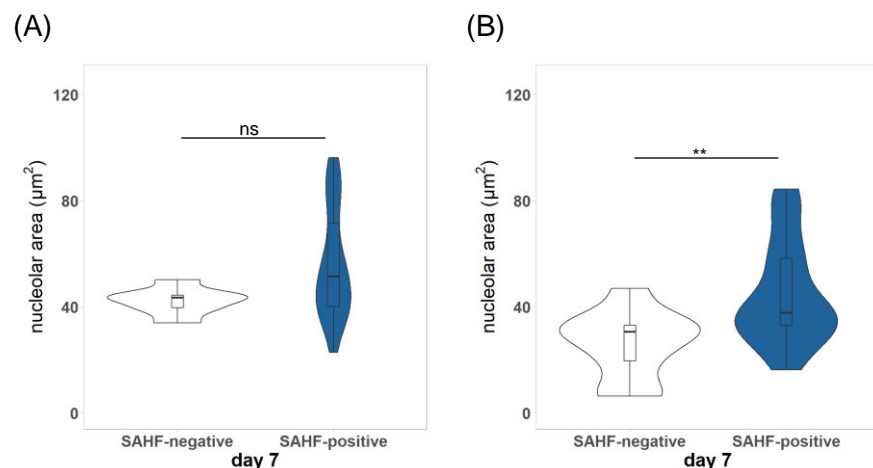 (A)
nucleolar area (µm²)
120
80
40
0
ns
SAHF-negative SAHF-positive
day 7
(B)
nucleolar area (µm²)
120
80
40
0
**
SAHF-negative SAHF-positive
day 7